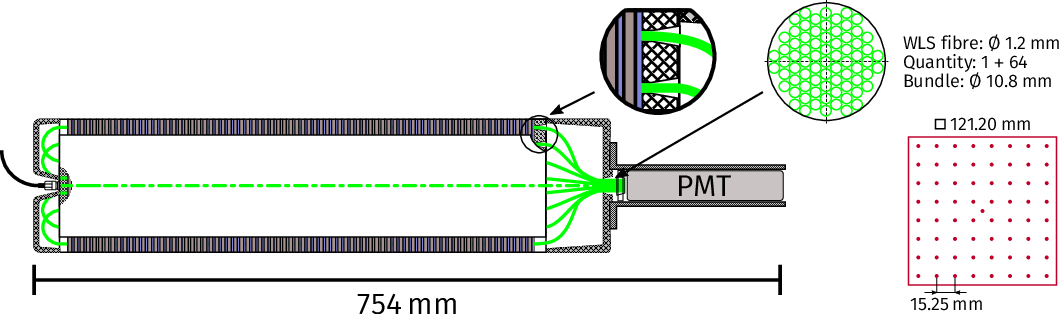 WLS fibre: Ø 1.2 mm
Quantity: 1 + 64
Bundle: Ø 10.8 mm
□ 121.20 mm
PMT
15.25 mm
754 mm